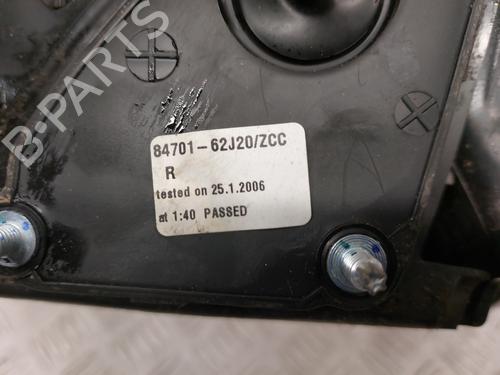 B-PARTS
84701-62J20/ZCC
R
tested on 25.1.2006
at 1:40 PASSED